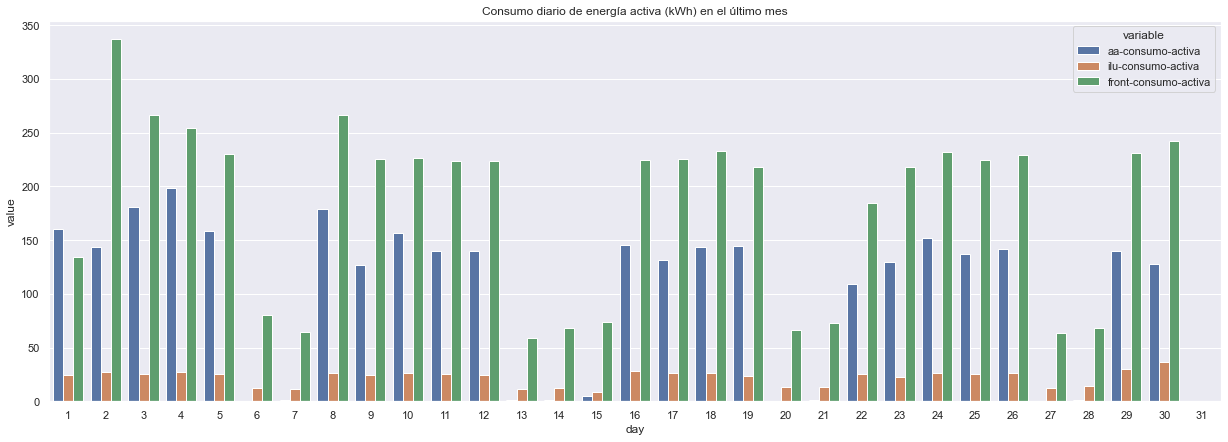 Consumo diario de energía activa (kWh) en el último mes
variable
aa-consumo-activa
ilu-consumo-activa
front-consumo-activa
350
300
250
200
150
100
50
0
value
1 2 3 4 5 6 7 8 9 10 11 12 13 14 15 16 17 18 19 20 21 22 23 24 25 26 27 28 29 30 31
day